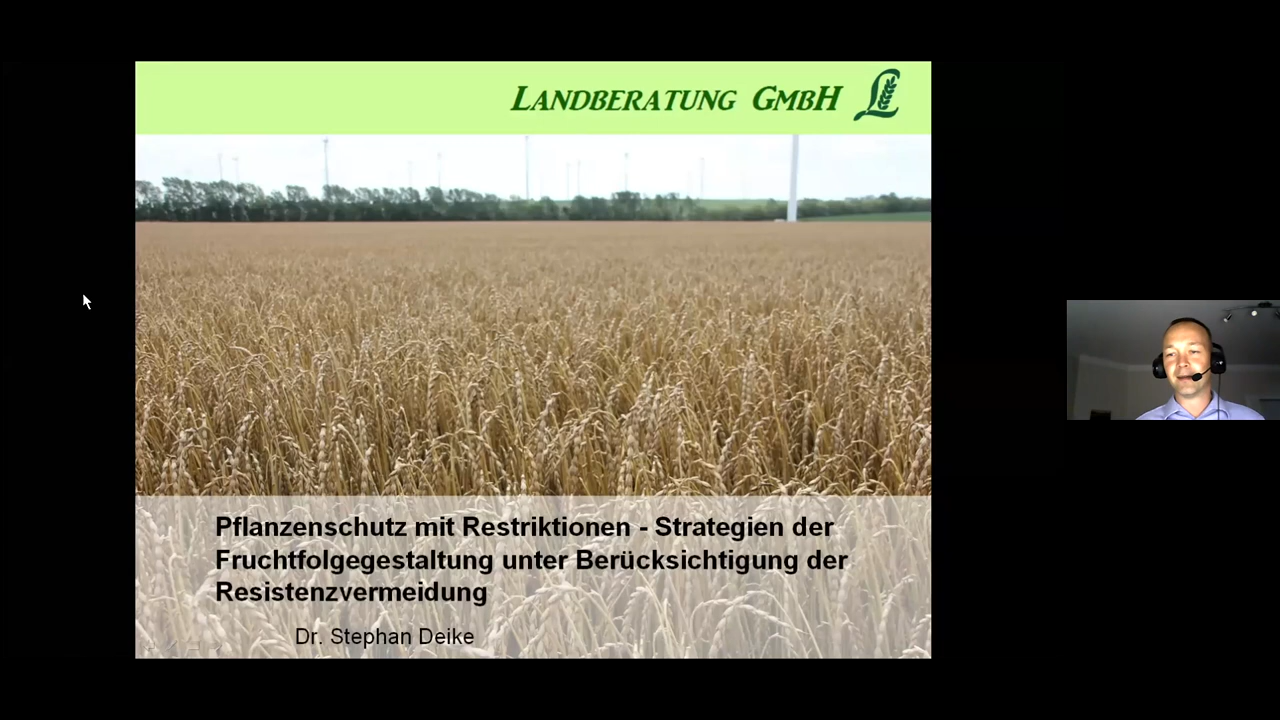 LANDBERATUNG GMBH
Pflanzenschutz mit Restriktionen - Strategien der
Fruchtfolgegestaltung unter Berücksichtigung der
Resistenzvermeidung
Dr. Stephan Deike